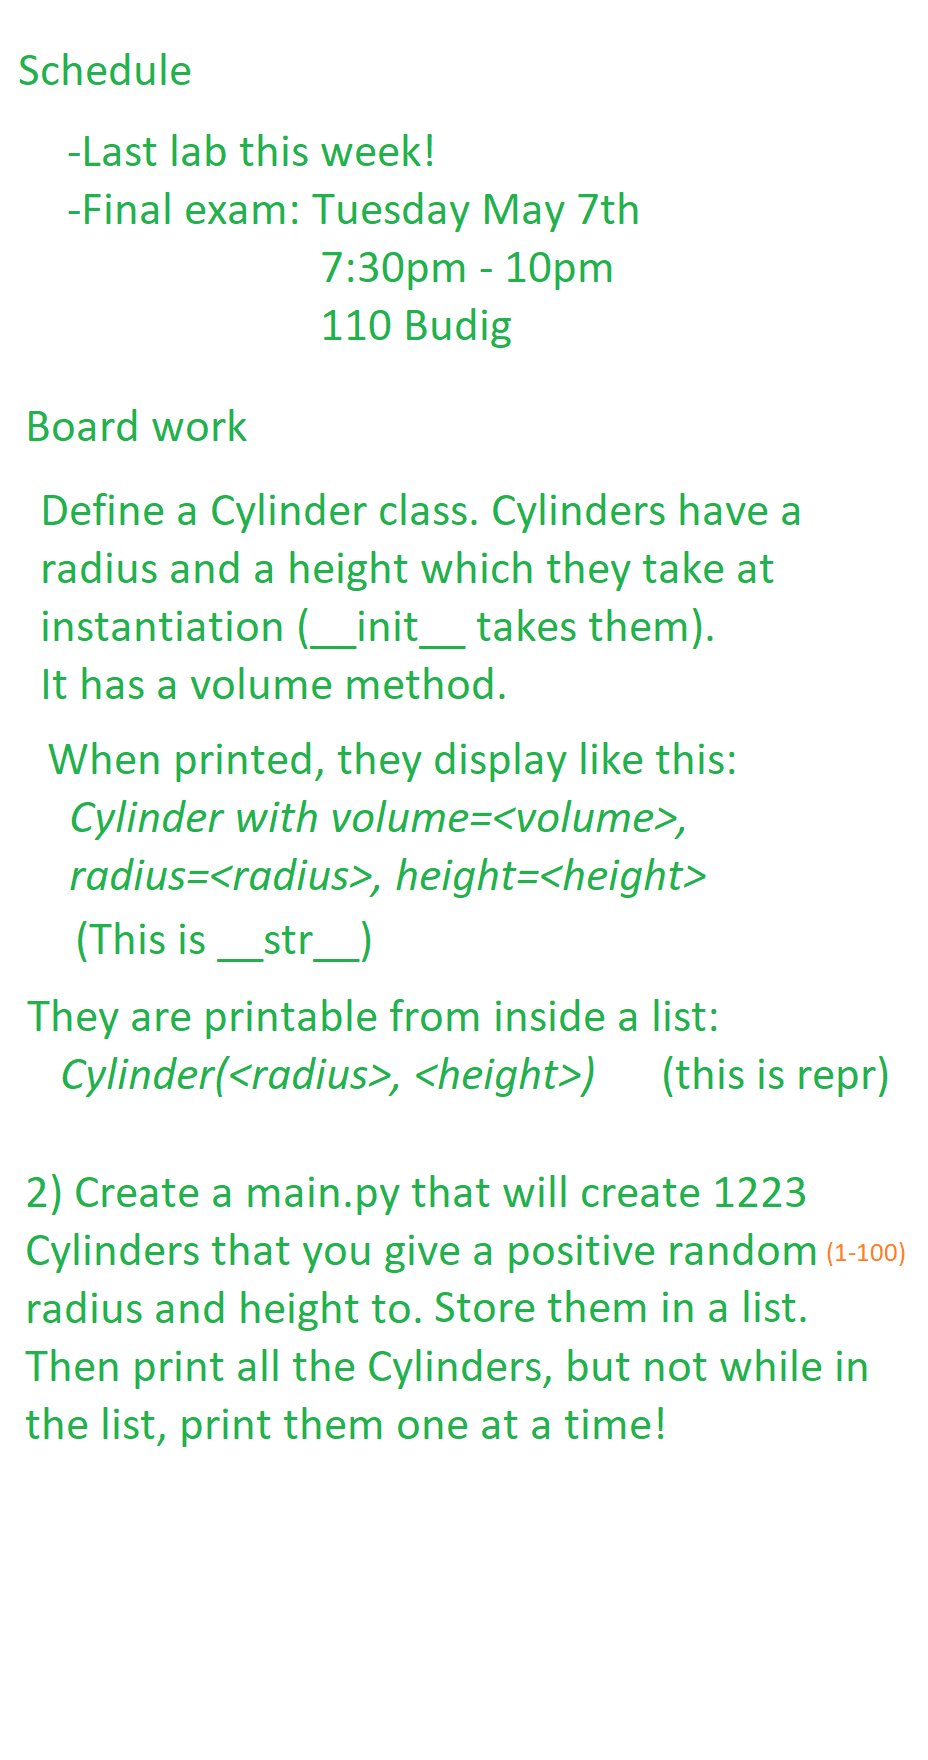 Schedule
-Last lab this week!
-Final exam: Tuesday May 7th
7:30pm - 10pm
110 Budig
Board work
Define a Cylinder class. Cylinders have a
radius and a height which they take at
instantiation (__init__ takes them).
It has a volume method.
When printed, they display like this:
Cylinder with volume=<volume>,
radius=<radius>, height=<height>
(This is __str__)
They are printable from inside a list:
Cylinder(<radius>, <height>) (this is repr)
2) Create a main.py that will create 1223
Cylinders that you give a positive random (1-100)
radius and height to. Store them in a list.
Then print all the Cylinders, but not while in
the list, print them one at a time!